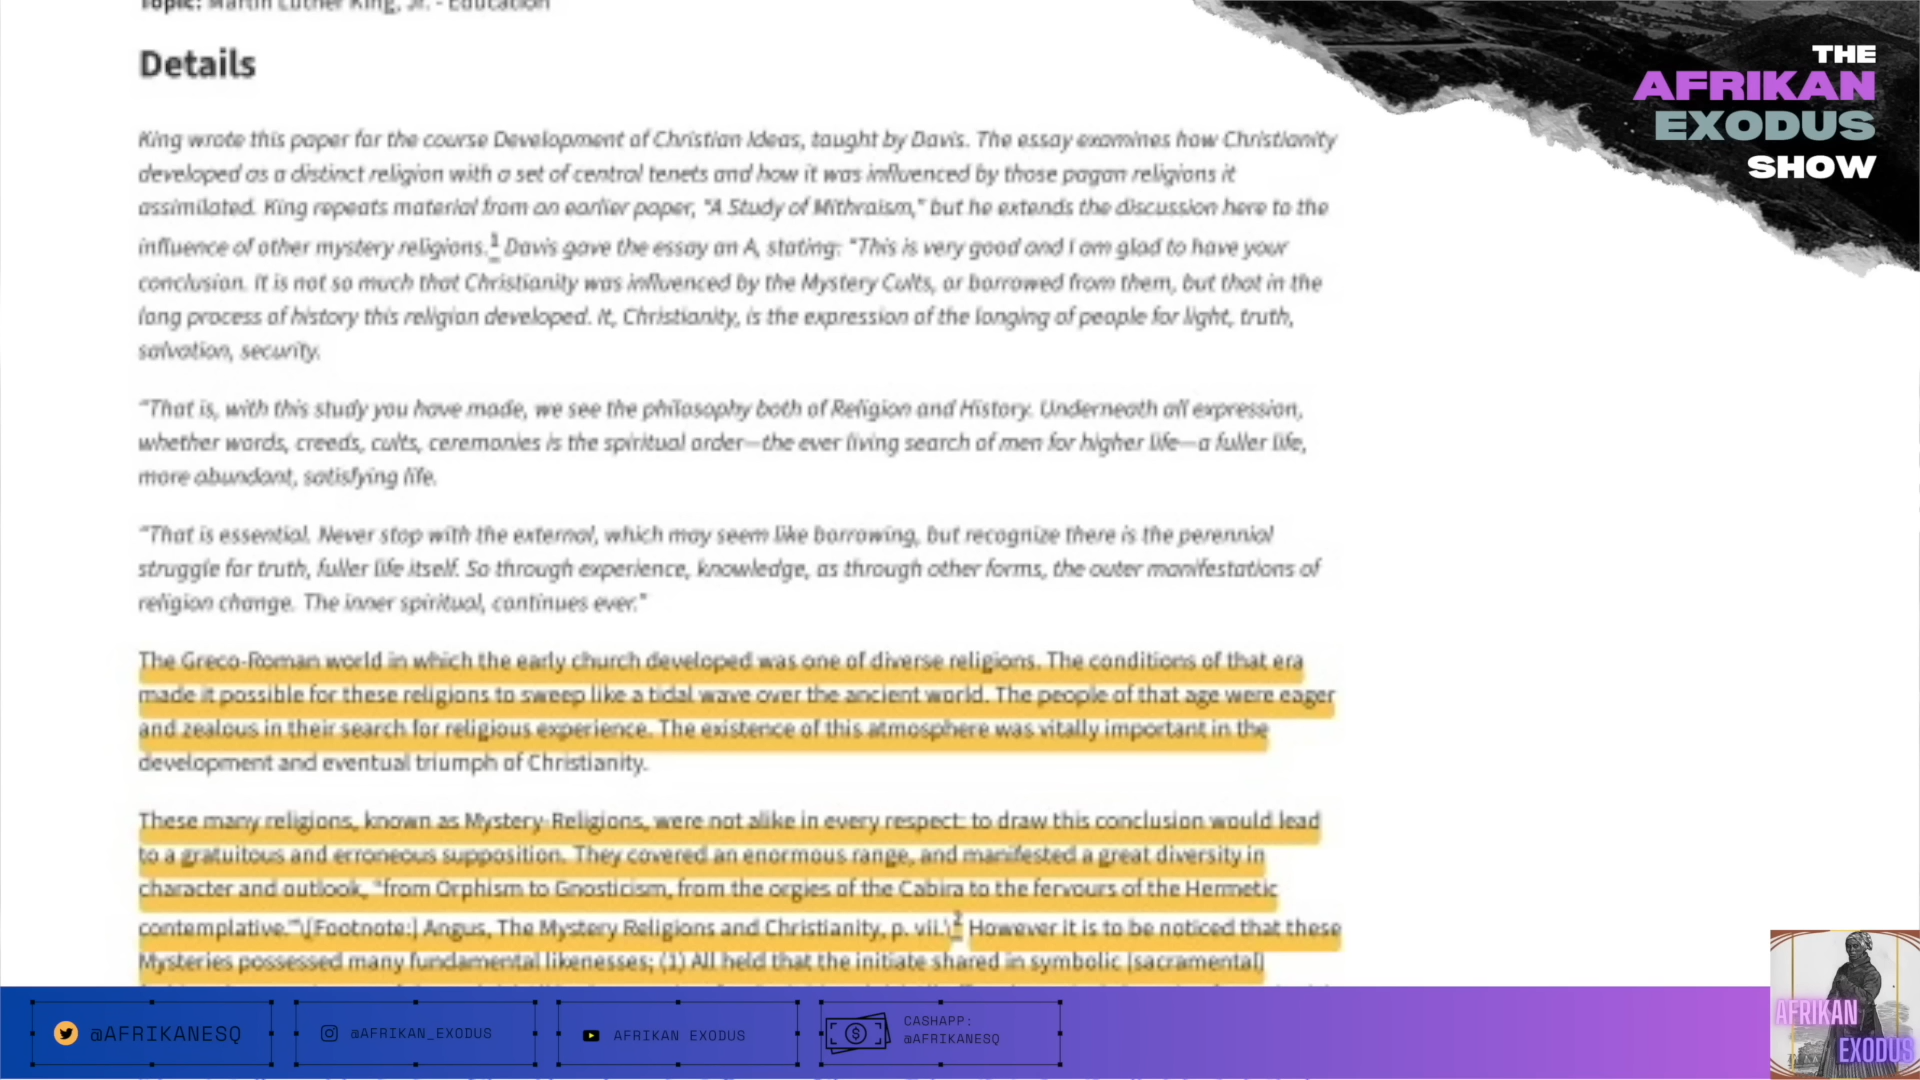 Topic: Martin Luther King, Jr. - Education
Details
King wrote this paper for the course Development of Christian Ideas, taught by Davis. The essay examines how Christianity
developed as a distinct religion with a set of central tenets and how it was influenced by those pagan religions it
assimilated. King repeats material from an earlier paper, "A Study of Mithraism," but he extends the discussion here to the
influence of other mystery religions.1 Davis gave the essay an A, stating: "This is very good and I am glad to have your
conclusion. It is not so much that Christianity was influenced by the Mystery Cults, or borrowed from them, but that in the
long process of history this religion developed. It, Christianity, is the expression of the longing of people for light, truth,
salvation, security.
"That is, with this study you have made, we see the philosophy both of Religion and History. Underneath all expression,
whether words, creeds, cults, ceremonies is the spiritual order—the ever living search of men for higher life—a fuller life,
more abundant, satisfying life.
"That is essential. Never stop with the external, which may seem like borrowing, but recognize there is the perennial
struggle for truth, fuller life itself. So through experience, knowledge, as through other forms, the outer manifestations of
religion change. The inner spiritual, continues ever."
The Greco-Roman world in which the early church developed was one of diverse religions. The conditions of that era
made it possible for these religions to sweep like a tidal wave over the ancient world. The people of that age were eager
and zealous in their search for religious experience. The existence of this atmosphere was vitally important in the
development and eventual triumph of Christianity.
These many religions, known as Mystery-Religions, were not alike in every respect: to draw this conclusion would lead
to a gratuitous and erroneous supposition. They covered an enormous range, and manifested a great diversity in
character and outlook, "from Orphism to Gnosticism, from the orgies of the Cabira to the fervours of the Hermetic
contemplative."\[Footnote:] Angus, The Mystery Religions and Christianity, p. vii.\2 However it is to be noticed that these
Mysteries possessed many fundamental likenesses; (1) All held that the initiate shared in symbolic (sacramental)
THE
AFRIKAN
EXODUS
SHOW
@AFRIKANESQ
@AFRIKAN_EXODUS
AFRIKAN EXODUS
CASHAPP:
@AFRIKANESQ
AFRIKAN
EXODUS